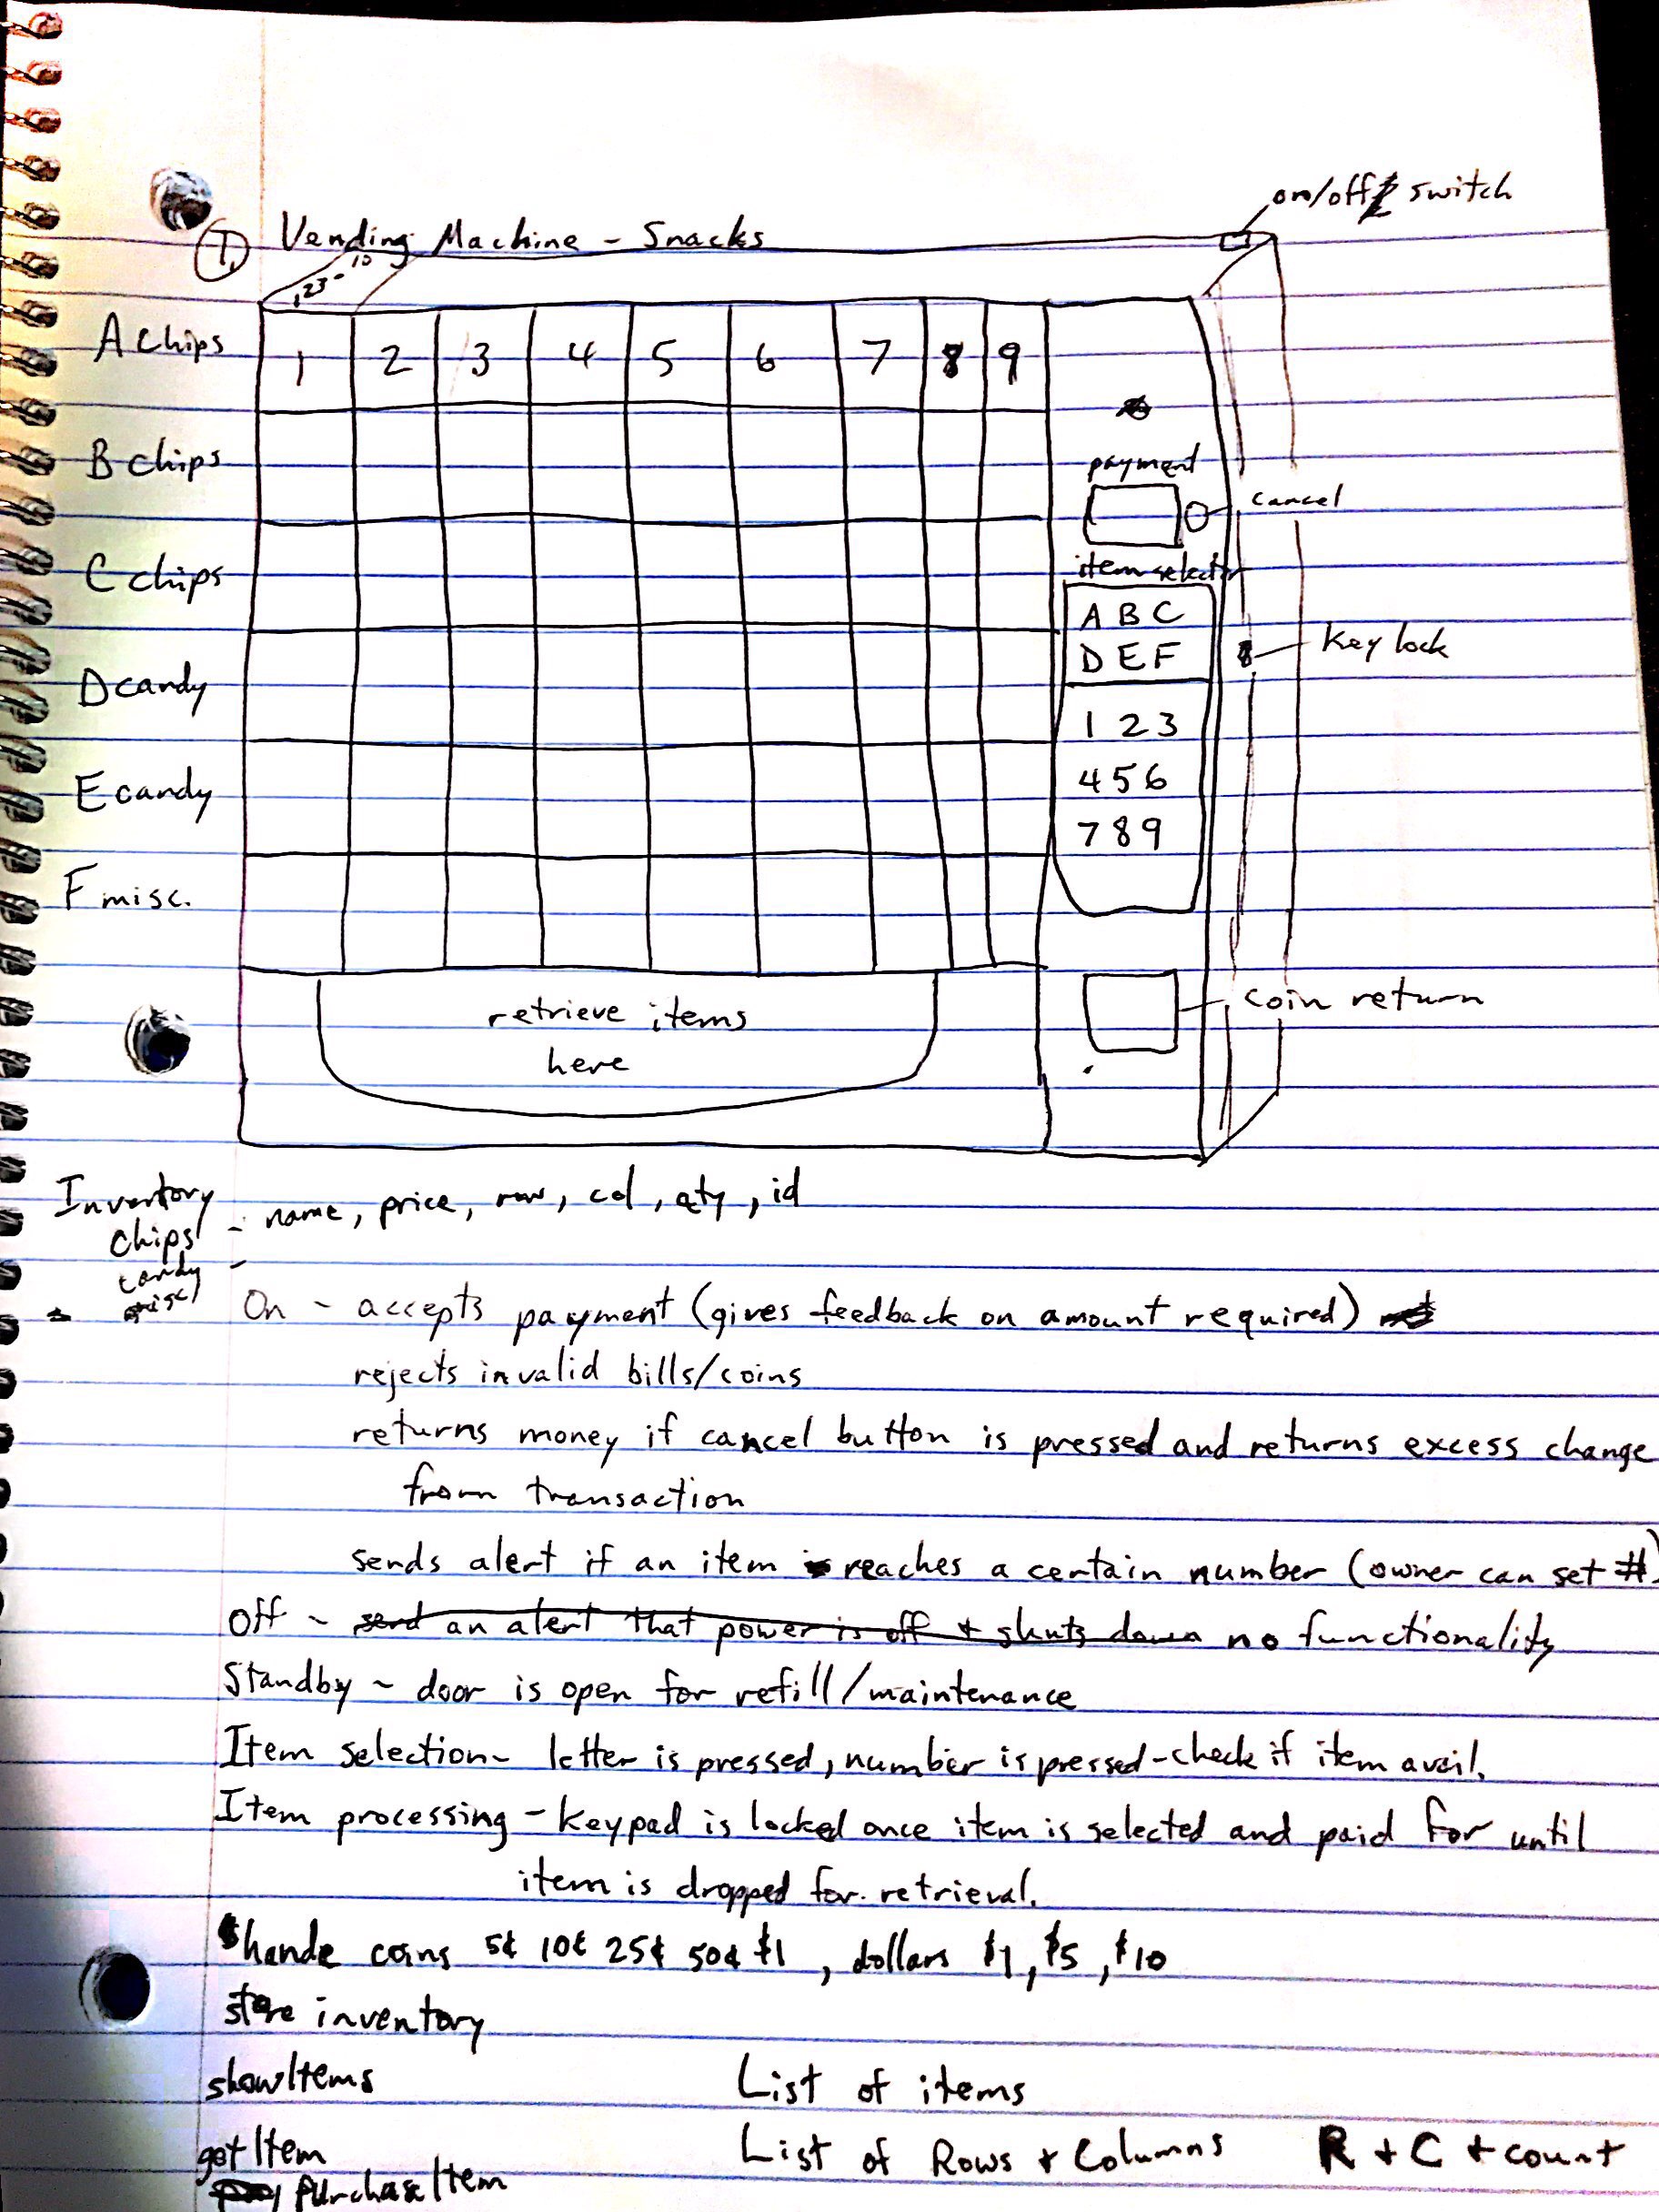 on/off switch
1. Vending Machine - Snacks
123-10
A chips 1 2 3 4 5 6 7 8 9
B chips
payment
cancel
C chips
item selector
A B C
D E F
key lock
D candy
1 2 3
E candy
4 5 6
7 8 9
F misc.
retrieve items
here
coin return
Inventory
chips - name, price, row, col, qty, id
candy -
misc
On - accepts payment (gives feedback on amount required)
rejects invalid bills/coins
returns money if cancel button is pressed and returns excess change
from transaction
sends alert if an item reaches a certain number (owner can set #)
Off - send an alert that power is off + shuts down no functionality
Standby - door is open for refill/maintenance
Item selection - letter is pressed, number is pressed - check if item avail.
Item processing - keypad is locked once item is selected and paid for until
item is dropped for retrieval.
hande coins 5¢ 10¢ 25¢ 50¢ $1, dollars $1, $5, $10
store inventory
showItems List of items
getItem List of Rows + Columns R + C + count
purchaseItem